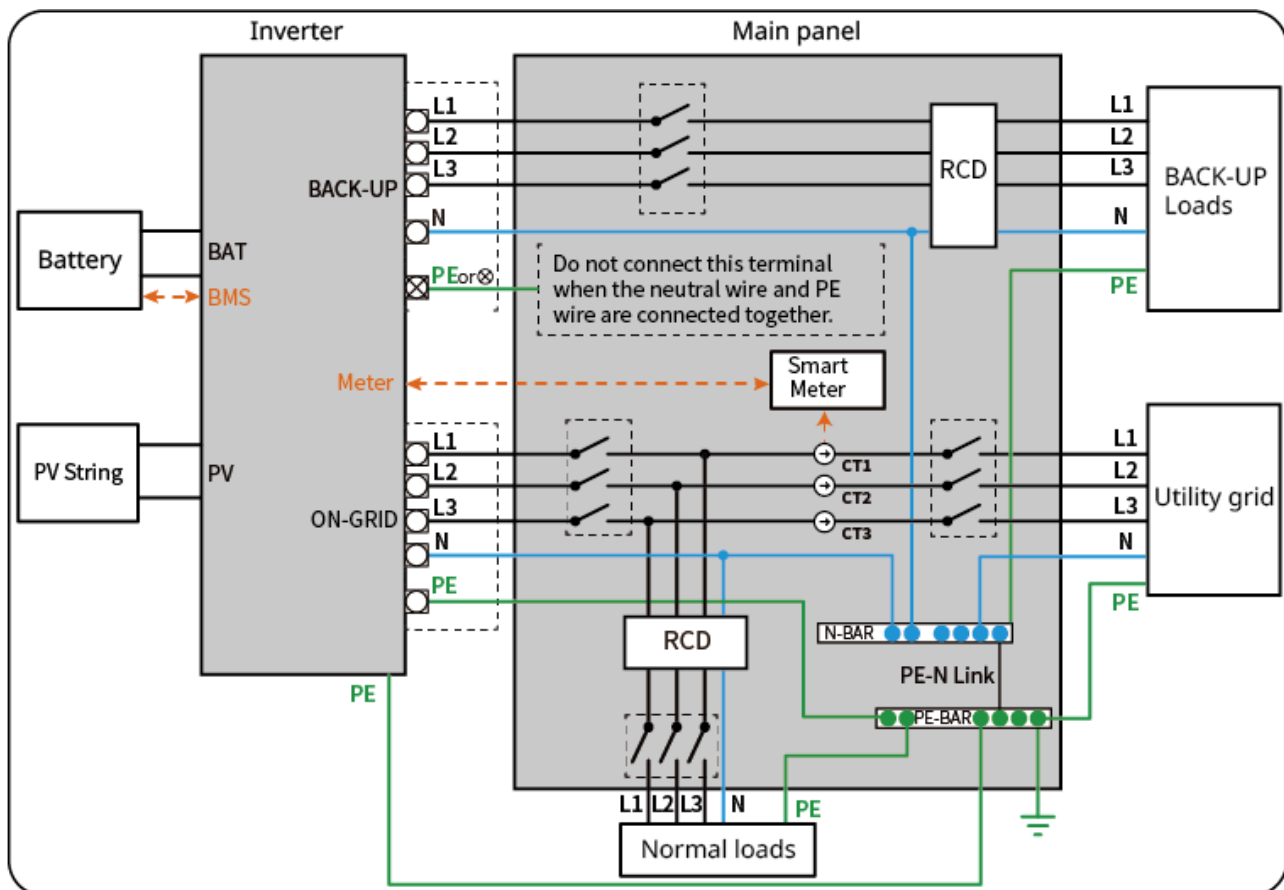 Inverter
Main panel
L1
L2
L3
BACK-UP
N
PEor⊗
Do not connect this terminal
when the neutral wire and PE
wire are connected together.
RCD
L1
L2
L3
N
PE
BACK-UP
Loads
Battery
BAT
BMS
Meter
Smart
Meter
PV String
PV
L1
L2
L3
ON-GRID
N
PE
CT1
CT2
CT3
L1
L2
L3
N
PE
Utility grid
RCD
N-BAR
PE-N Link
PE-BAR
PE
L1
L2
L3
N
PE
Normal loads